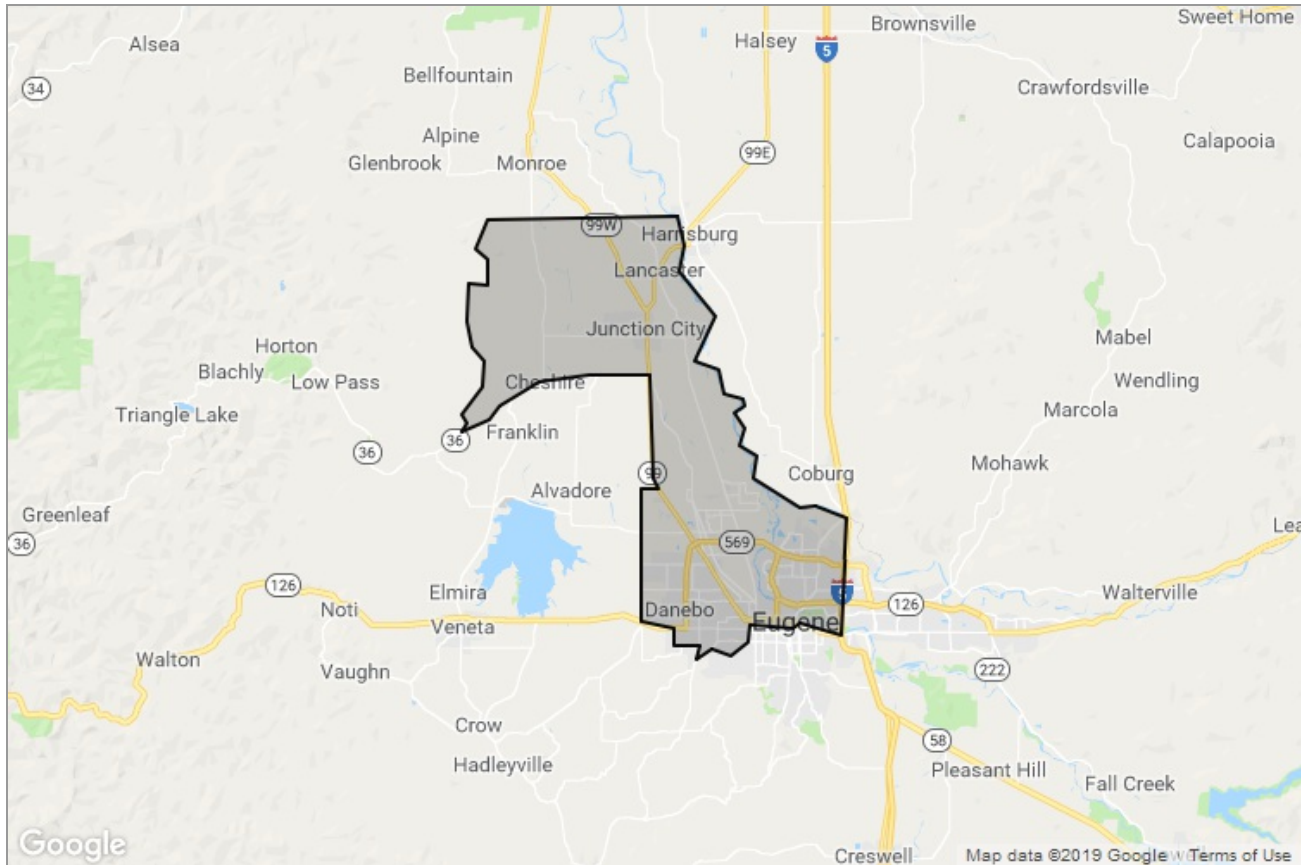 Sweet Home
Brownsville
Alsea
Halsey
5
Bellfountain
34
Crawfordsville
Alpine
Calapooia
Glenbrook
Monroe
99E
99W
Harrisburg
Lancaster
Junction City
Mabel
Horton
Blachly
Low Pass
Cheshire
Wendling
Triangle Lake
Marcola
Franklin
36
36
Mohawk
99
Coburg
Alvadore
Greenleaf
Lea
36
569
126
Elmira
5
Walterville
126
Noti
Danebo
Eugene
Veneta
Walton
Vaughn
222
Crow
58
Hadleyville
Pleasant Hill
Fall Creek
Google
Creswell
Map data ©2019 Google
Terms of Use